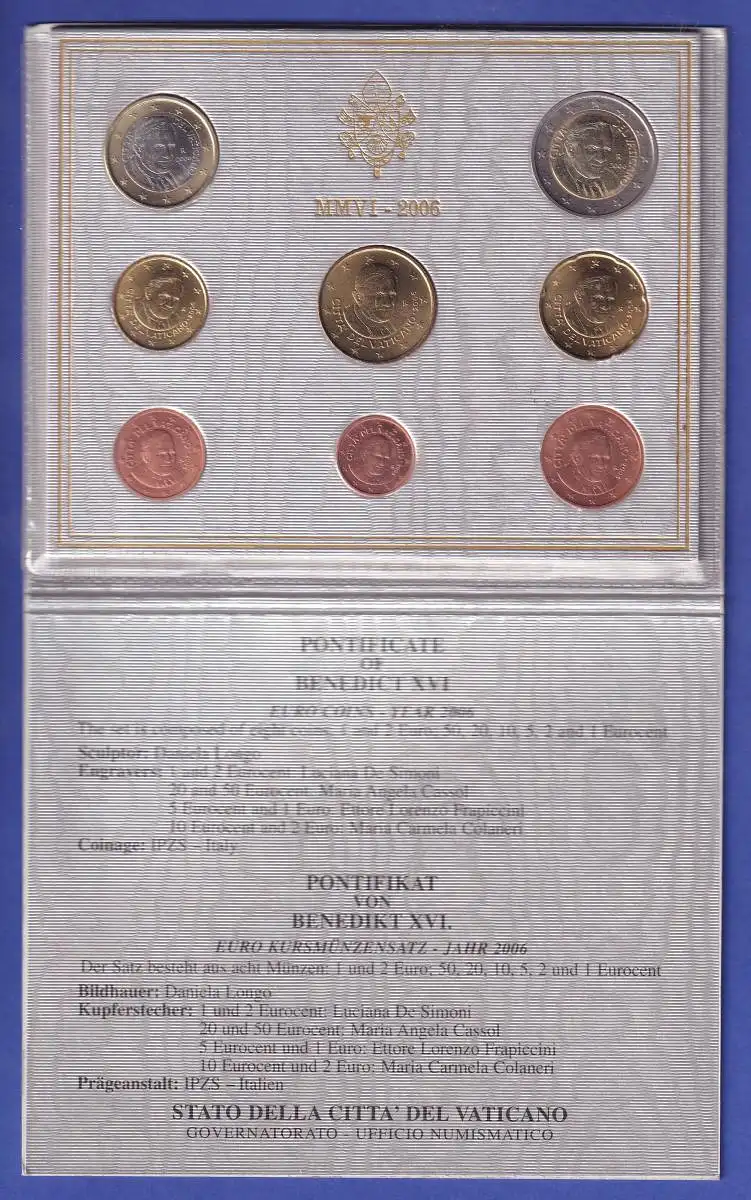 MMVI - 2006
CITTA' DEL VATICANO
PONTIFICATE
OF
BENEDICT XVI
EURO COINS - YEAR 2006
The set is composed of eight coins: 1 and 2 Euro; 50, 20, 10, 5, 2 and 1 Eurocent
Sculptor: Daniela Longo
Engravers: 1 and 2 Eurocent: Luciana De Simoni
20 and 50 Eurocent: Maria Angela Cassol
5 Eurocent and 1 Euro: Ettore Lorenzo Frapiccini
10 Eurocent and 2 Euro: Maria Carmela Colaneri
Coinage: IPZS – Italy
PONTIFIKAT
VON
BENEDIKT XVI.
EURO KURSMÜNZENSATZ - JAHR 2006
Der Satz besteht aus acht Münzen: 1 und 2 Euro; 50, 20, 10, 5, 2 und 1 Eurocent
Bildhauer: Daniela Longo
Kupferstecher: 1 und 2 Eurocent: Luciana De Simoni
20 und 50 Eurocent: Maria Angela Cassol
5 Eurocent und 1 Euro: Ettore Lorenzo Frapiccini
10 Eurocent und 2 Euro: Maria Carmela Colaneri
Prägeanstalt: IPZS – Italien
STATO DELLA CITTA' DEL VATICANO
GOVERNATORATO - UFFICIO NUMISMATICO